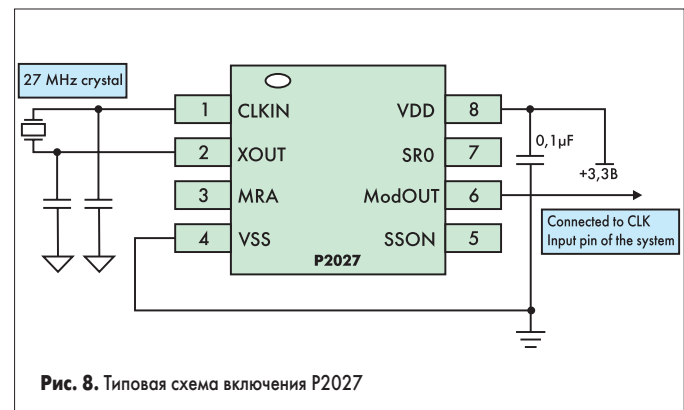 27 MHz crystal
1 CLKIN
2 XOUT
3 MRA
4 VSS
VDD 8
SR0 7
ModOUT 6
SSON 5
P2027
0,1µF
+3,3В
Connected to CLK
Input pin of the system
Рис. 8. Типовая схема включения P2027